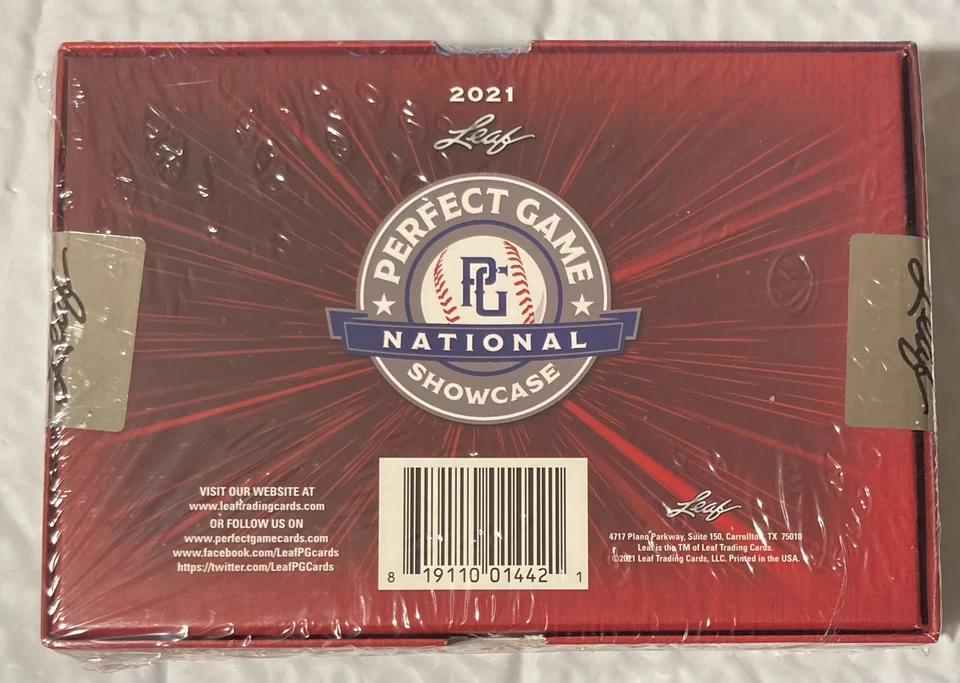 2021
Leaf
PERFECT GAME
PG
NATIONAL
SHOWCASE
Leaf
Leaf
VISIT OUR WEBSITE AT
www.leaftradingcards.com
OR FOLLOW US ON
www.perfectgamecards.com
www.facebook.com/LeafPGcards
https://twitter.com/LeafPGCards
8 19110 01442 1
Leaf
4717 Plano Parkway, Suite 150, Carrollton, TX 75010
Leaf is the TM of Leaf Trading Cards.
©2021 Leaf Trading Cards, LLC. Printed in the USA.